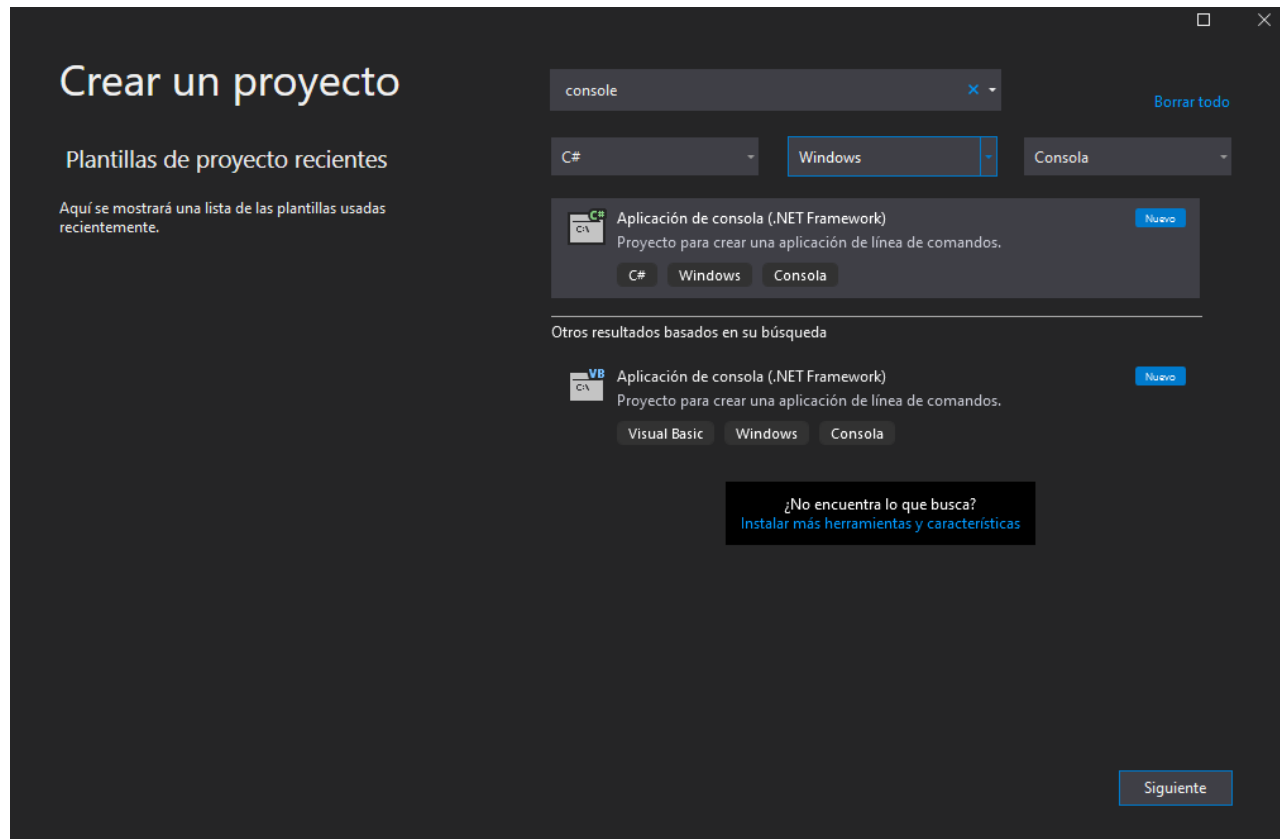 Crear un proyecto
Plantillas de proyecto recientes
Aquí se mostrará una lista de las plantillas usadas
recientemente.
console
Borrar todo
C#
Windows
Consola
C#
C:\
Aplicación de consola (.NET Framework)
Nuevo
Proyecto para crear una aplicación de línea de comandos.
C# Windows Consola
Otros resultados basados en su búsqueda
VB
C:\
Aplicación de consola (.NET Framework)
Nuevo
Proyecto para crear una aplicación de línea de comandos.
Visual Basic Windows Consola
¿No encuentra lo que busca?
Instalar más herramientas y características
Siguiente